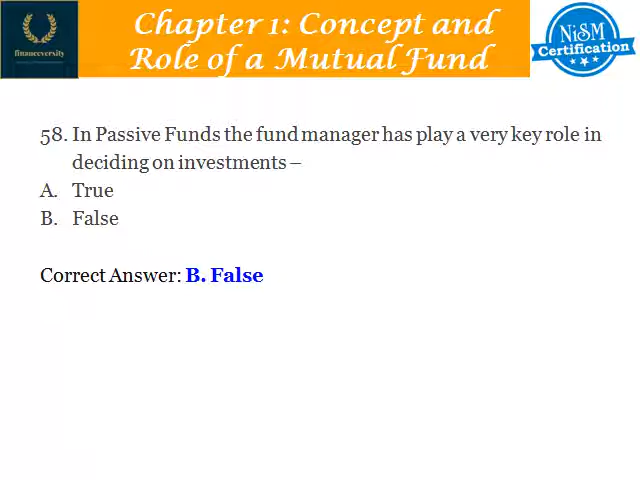 Chapter 1: Concept and
Role of a Mutual Fund
financeversity
NiSM
Certification
58. In Passive Funds the fund manager has play a very key role in
deciding on investments –
A. True
B. False
Correct Answer: B. False